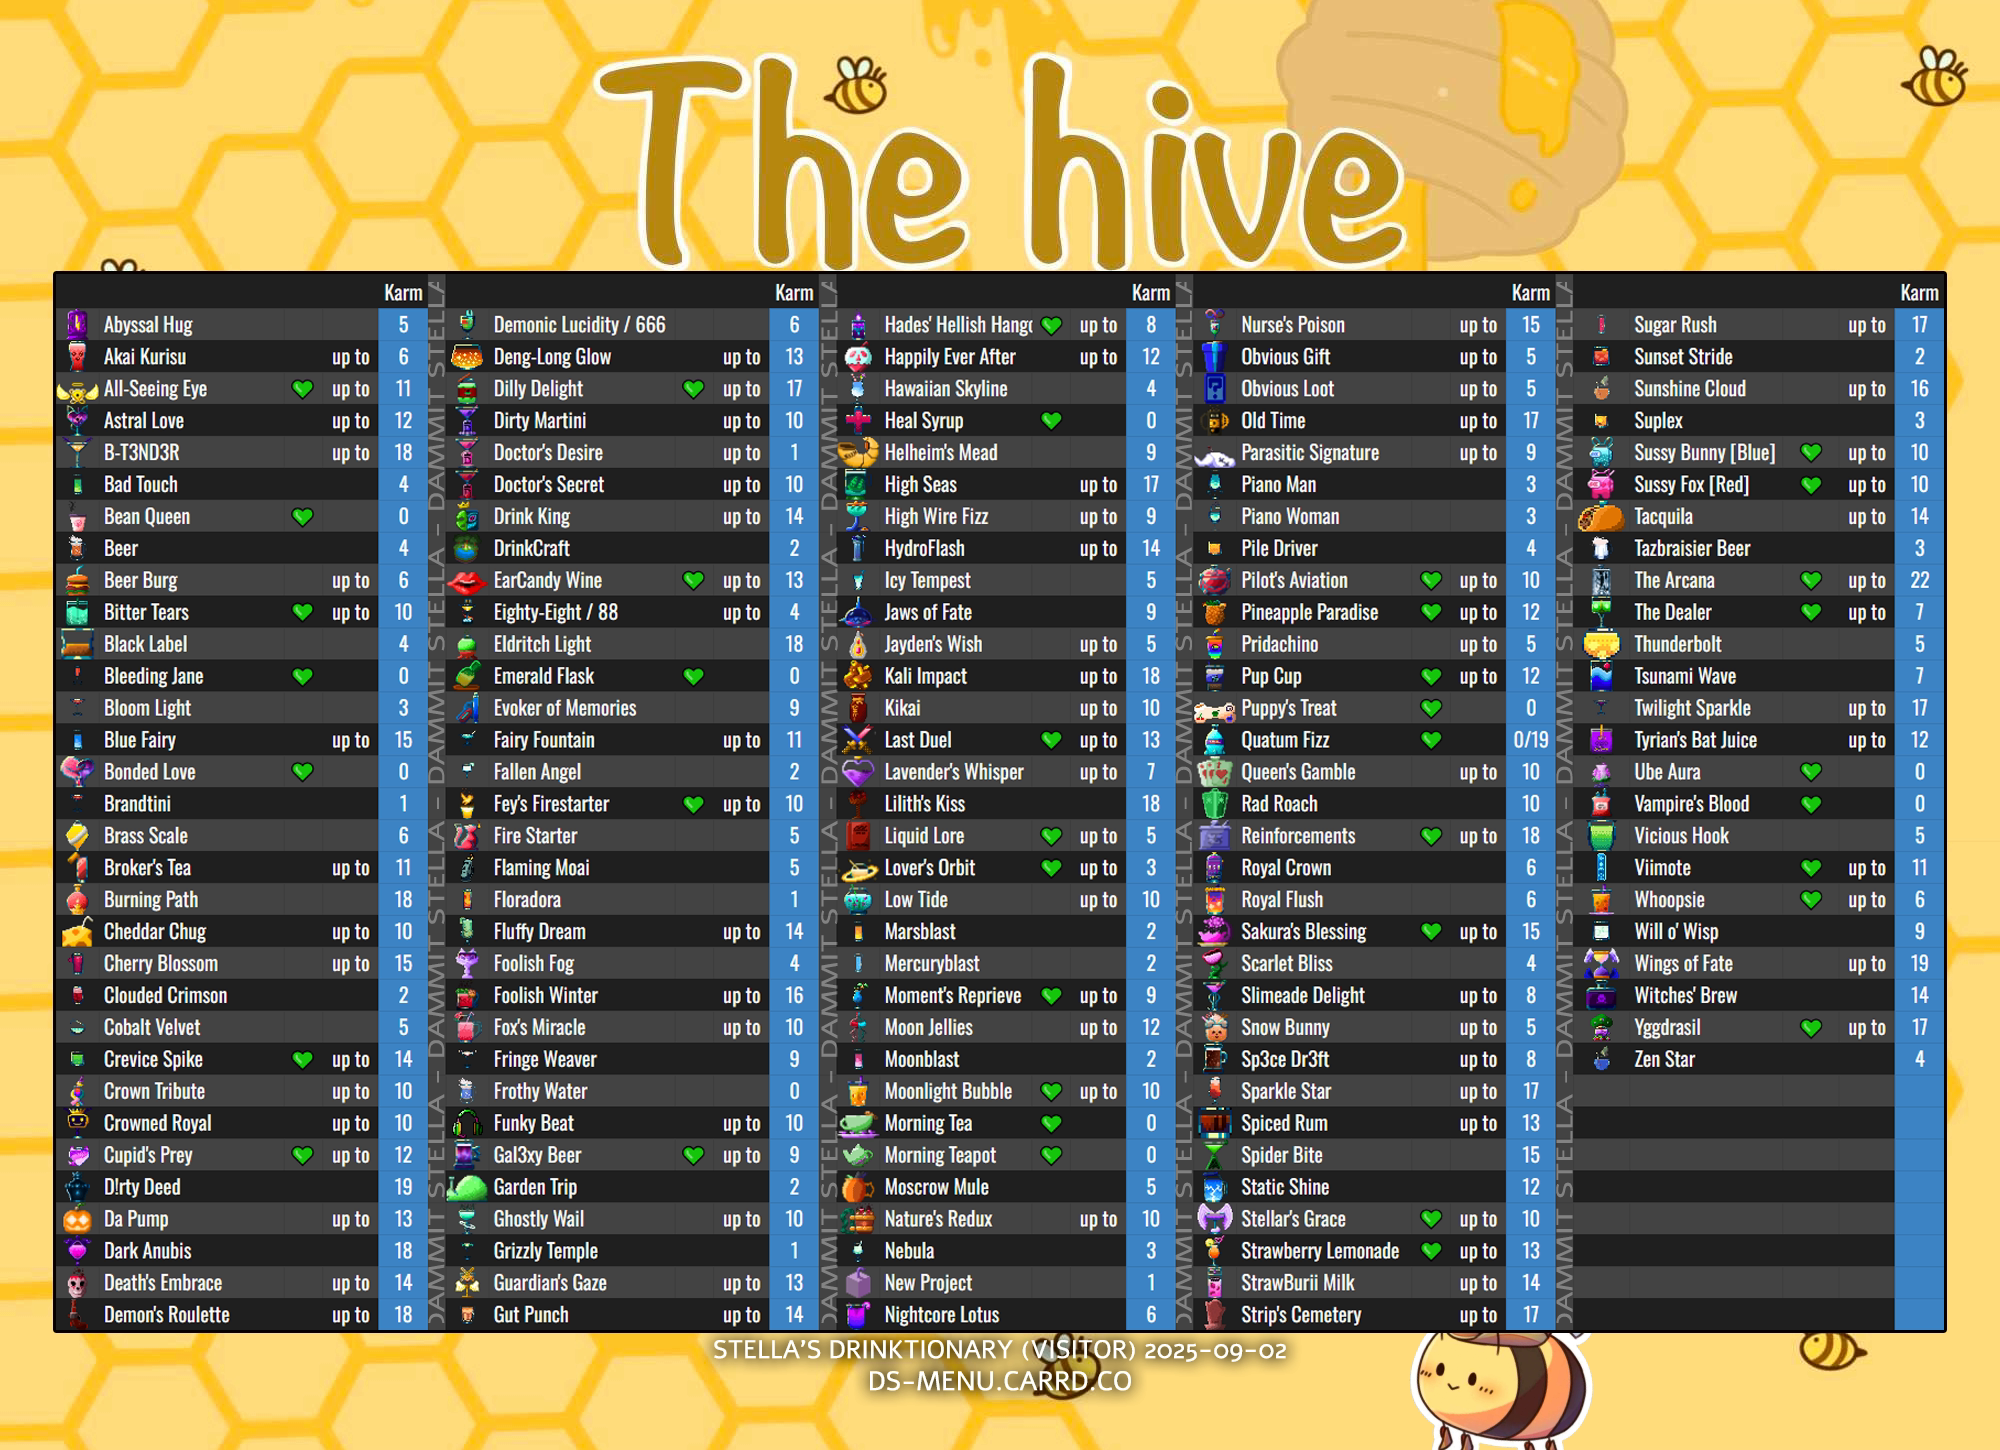 The hive
Karm
Abyssal Hug 5
Akai Kurisu up to 6
All-Seeing Eye up to 11
Astral Love up to 12
B-T3ND3R up to 18
Bad Touch 4
Bean Queen 0
Beer 4
Beer Burg up to 6
Bitter Tears up to 10
Black Label 4
Bleeding Jane 0
Bloom Light 3
Blue Fairy up to 15
Bonded Love 0
Brandtini 1
Brass Scale 6
Broker's Tea up to 11
Burning Path 18
Cheddar Chug up to 10
Cherry Blossom up to 15
Clouded Crimson 2
Cobalt Velvet 5
Crevice Spike up to 14
Crown Tribute up to 10
Crowned Royal up to 10
Cupid's Prey up to 12
D!rty Deed 19
Da Pump up to 13
Dark Anubis 18
Death's Embrace up to 14
Demon's Roulette up to 18
STELLA - DAMMIT STELLA - DAMMIT STELLA
Karm
Demonic Lucidity / 666 6
Deng-Long Glow up to 13
Dilly Delight up to 17
Dirty Martini up to 10
Doctor's Desire up to 1
Doctor's Secret up to 10
Drink King up to 14
DrinkCraft 2
EarCandy Wine up to 13
Eighty-Eight / 88 up to 4
Eldritch Light 18
Emerald Flask 0
Evoker of Memories 9
Fairy Fountain up to 11
Fallen Angel 2
Fey's Firestarter up to 10
Fire Starter 5
Flaming Moai 5
Floradora 1
Fluffy Dream up to 14
Foolish Fog 4
Foolish Winter up to 16
Fox's Miracle up to 10
Fringe Weaver 9
Frothy Water 0
Funky Beat up to 10
Gal3xy Beer up to 9
Garden Trip 2
Ghostly Wail up to 10
Grizzly Temple 1
Guardian's Gaze up to 13
Gut Punch up to 14
STELLA - DAMMIT STELLA - DAMMIT STELLA
Karm
Hades' Hellish Hang up to 8
Happily Ever After up to 12
Hawaiian Skyline 4
Heal Syrup 0
Helheim's Mead 9
High Seas up to 17
High Wire Fizz up to 9
HydroFlash up to 14
Icy Tempest 5
Jaws of Fate 9
Jayden's Wish up to 5
Kali Impact up to 18
Kikai up to 10
Last Duel up to 13
Lavender's Whisper up to 7
Lilith's Kiss 18
Liquid Lore up to 5
Lover's Orbit up to 3
Low Tide up to 10
Marsblast 2
Mercuryblast 2
Moment's Reprieve up to 9
Moon Jellies up to 12
Moonblast 2
Moonlight Bubble up to 10
Morning Tea 0
Morning Teapot 0
Moscrow Mule 5
Nature's Redux up to 10
Nebula 3
New Project 1
Nightcore Lotus 6
STELLA - DAMMIT STELLA - DAMMIT STELLA
Karm
Nurse's Poison up to 15
Obvious Gift up to 5
Obvious Loot up to 5
Old Time up to 17
Parasitic Signature up to 9
Piano Man 3
Piano Woman 3
Pile Driver 4
Pilot's Aviation up to 10
Pineapple Paradise up to 12
Pridachino up to 5
Pup Cup up to 12
Puppy's Treat 0
Quatum Fizz 0/19
Queen's Gamble up to 10
Rad Roach 10
Reinforcements up to 18
Royal Crown 6
Royal Flush 6
Sakura's Blessing up to 15
Scarlet Bliss 4
Slimeade Delight up to 8
Snow Bunny up to 5
Sp3ce Dr3ft up to 8
Sparkle Star up to 17
Spiced Rum up to 13
Spider Bite 15
Static Shine 12
Stellar's Grace up to 10
Strawberry Lemonade up to 13
StrawBurii Milk up to 14
Strip's Cemetery up to 17
STELLA - DAMMIT STELLA - DAMMIT STELLA
Karm
Sugar Rush up to 17
Sunset Stride 2
Sunshine Cloud up to 16
Suplex 3
Sussy Bunny [Blue] up to 10
Sussy Fox [Red] up to 10
Tacquila up to 14
Tazbraisier Beer 3
The Arcana up to 22
The Dealer up to 7
Thunderbolt 5
Tsunami Wave 7
Twilight Sparkle up to 17
Tyrian's Bat Juice up to 12
Ube Aura 0
Vampire's Blood 0
Vicious Hook 5
Viimote up to 11
Whoopsie up to 6
Will o' Wisp 9
Wings of Fate up to 19
Witches' Brew 14
Yggdrasil up to 17
Zen Star 4
STELLA'S DRINKTIONARY (VISITOR) 2025-09-02
DS-MENU.CARRD.CO